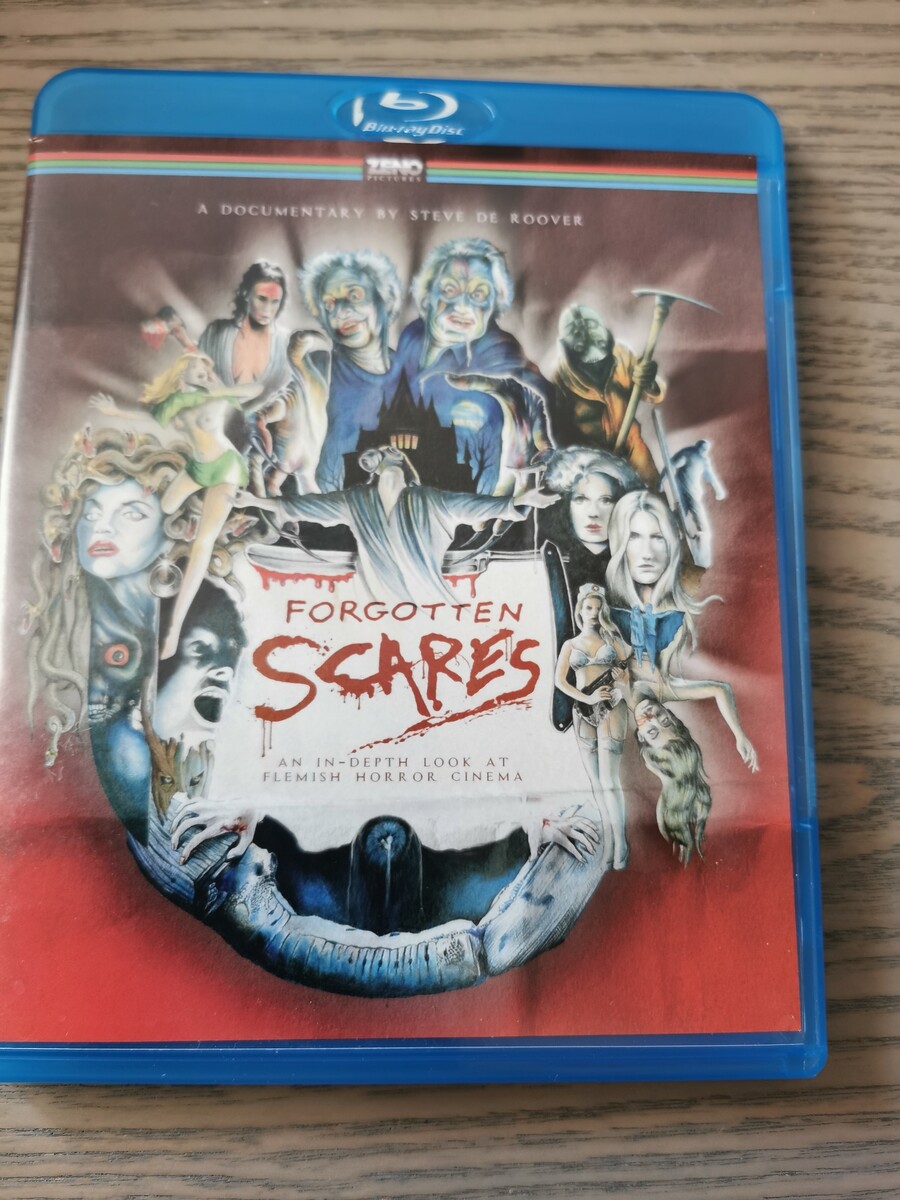 Blu-ray Disc
ZENO
PICTURES
A DOCUMENTARY BY STEVE DE ROOVER
FORGOTTEN
SCARES
AN IN-DEPTH LOOK AT
FLEMISH HORROR CINEMA